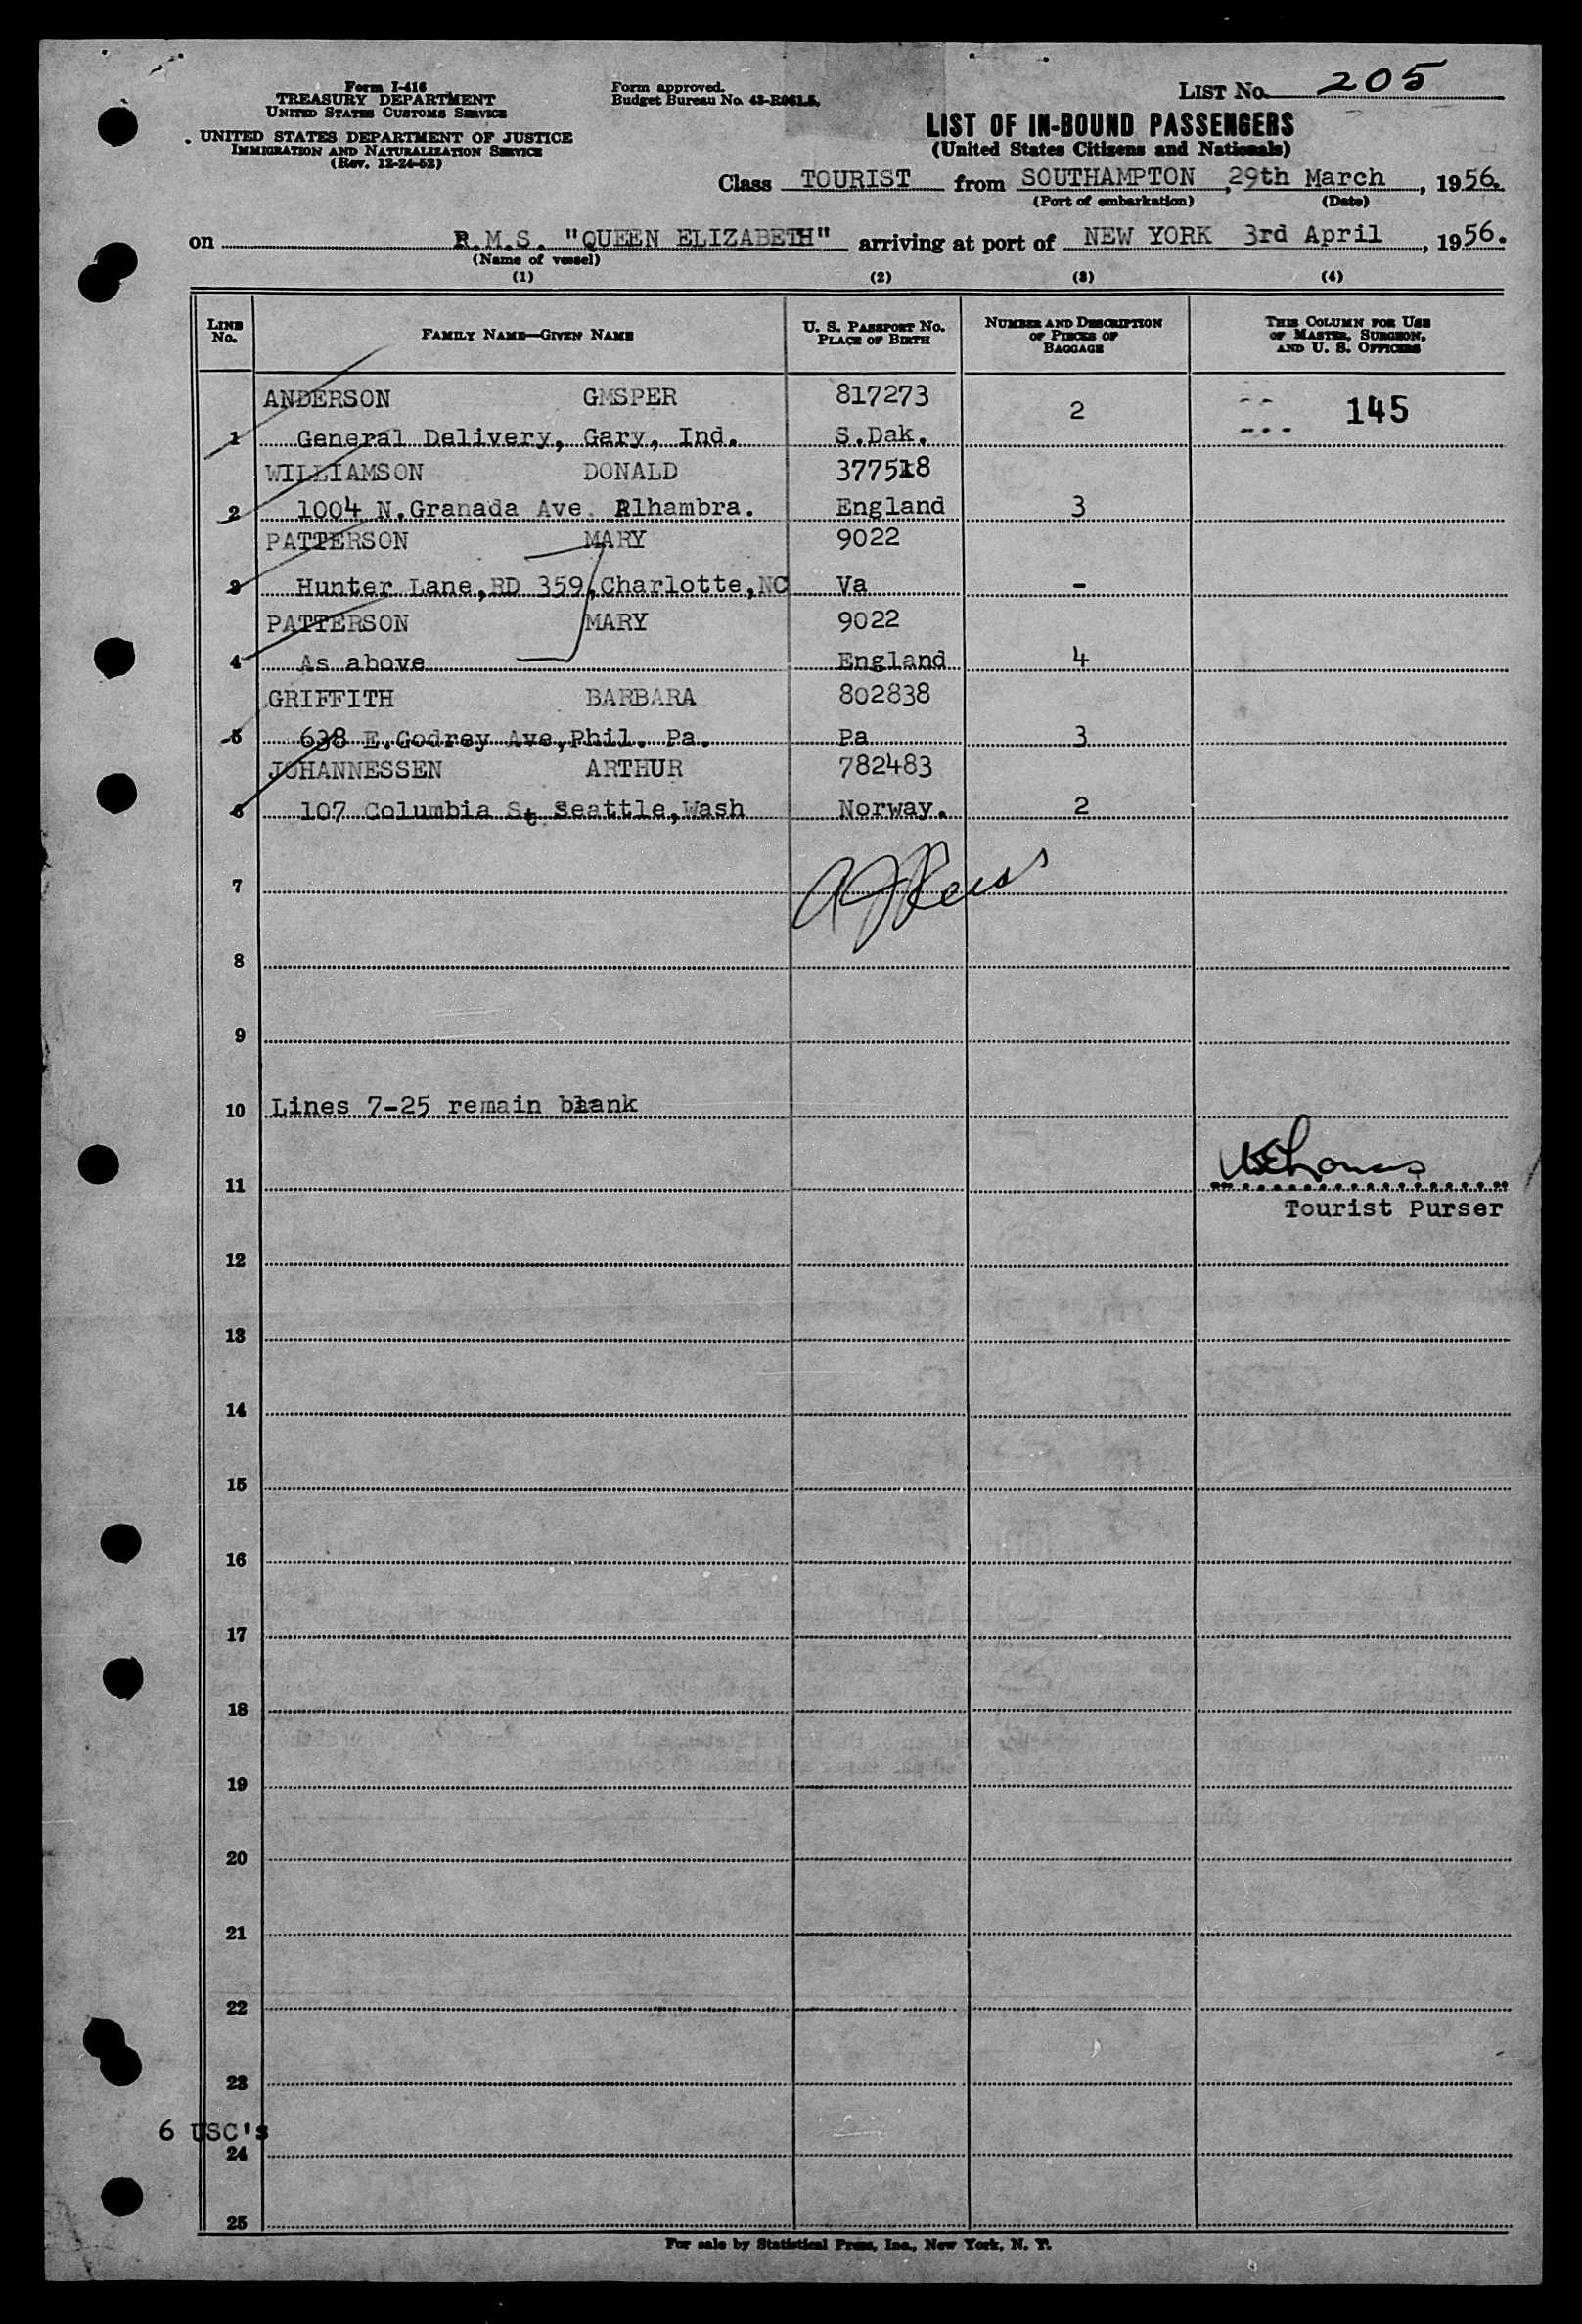 Form I-416
TREASURY DEPARTMENT
UNITED STATES CUSTOMS SERVICE
UNITED STATES DEPARTMENT OF JUSTICE
IMMIGRATION AND NATURALIZATION SERVICE
(Rev. 12-24-52)
Form approved.
Budget Bureau No. 43-R061.5.
LIST No. 205
LIST OF IN-BOUND PASSENGERS
(United States Citizens and Nationals)
Class TOURIST from SOUTHAMPTON, 29th March, 1956.
(Port of embarkation) (Date)
on R.M.S. "QUEEN ELIZABETH" arriving at port of NEW YORK 3rd April, 1956.
(Name of vessel)
(1) (2) (3) (4)
LINE No. FAMILY NAME—GIVEN NAME U. S. PASSPORT No. PLACE OF BIRTH NUMBER AND DESCRIPTION OF PIECES OF BAGGAGE THIS COLUMN FOR USE OF MASTER, SURGEON, AND U. S. OFFICERS
ANDERSON GMSPER 817273 2 145
1 General Delivery, Gary, Ind. S.Dak.
WILLIAMSON DONALD 377518
2 1004 N.Granada Ave. Alhambra. England 3
PATTERSON MARY 9022
3 Hunter Lane,RD 359,Charlotte,NC Va -
PATTERSON MARY 9022
4 As above England 4
GRIFFITH BARBARA 802838
5 638 E.Godrey Ave,Phil. Pa. Pa 3
JOHANNESSEN ARTHUR 782483
6 107 Columbia St Seattle,Wash Norway. 2
7
8
9
10 Lines 7-25 remain blank
11
Tourist Purser
12
13
14
15
16
17
18
19
20
21
22
23
6 USC's
24
25
For sale by Statistical Press, Inc., New York, N. Y.